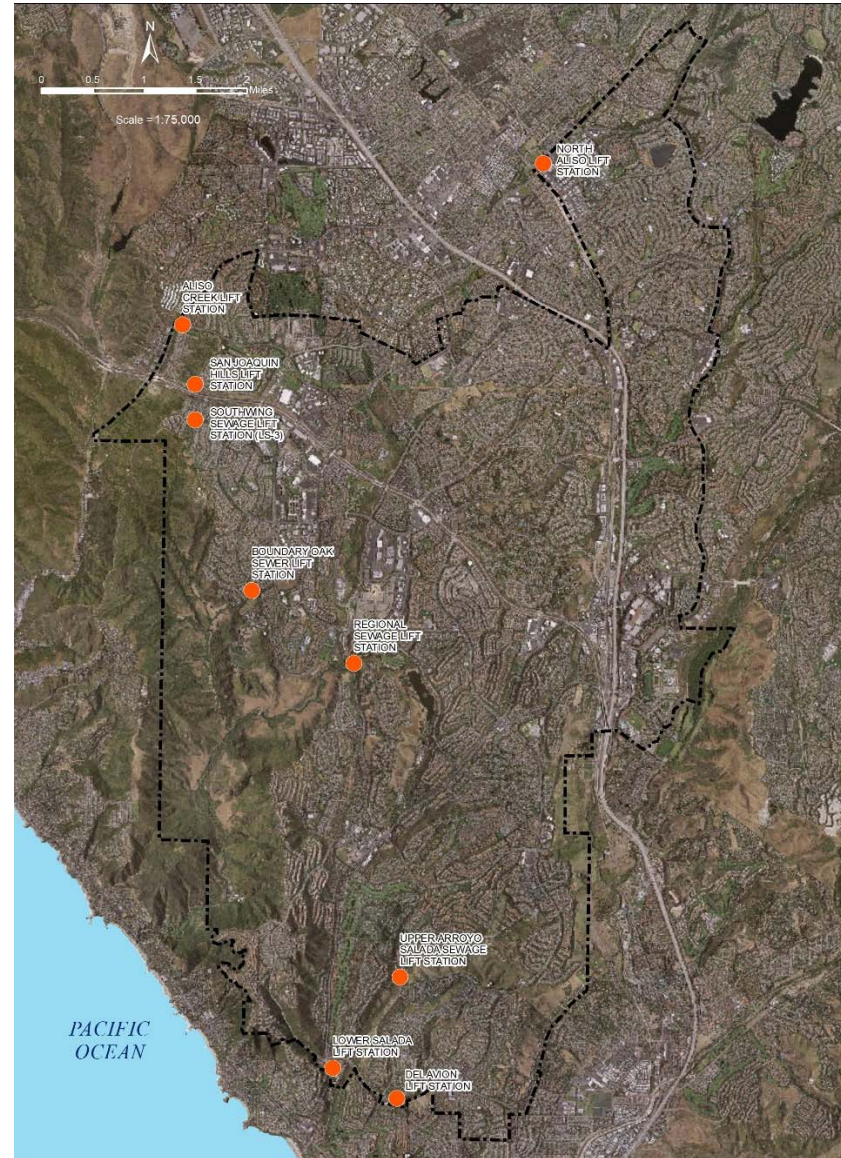 N
0 0.5 1 1.5 2
Miles
Scale = 1:75,000
NORTH
ALISO LIFT
STATION
ALISO
CREEK LIFT
STATION
SAN JOAQUIN
HILLS LIFT
STATION
SOUTHWING
SEWAGE LIFT
STATION (LS-3)
BOUNDARY OAK
SEWER LIFT
STATION
REGIONAL
SEWAGE LIFT
STATION
UPPER ARROYO
SALADA SEWAGE
LIFT STATION
PACIFIC
OCEAN
LOWER SALADA
LIFT STATION
DEL AVION
LIFT STATION